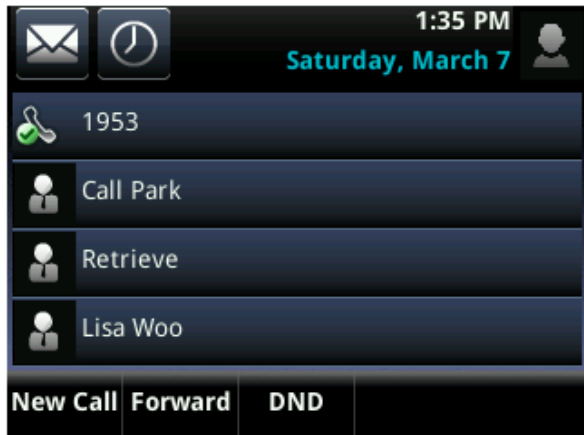 1:35 PM
Saturday, March 7
1953
Call Park
Retrieve
Lisa Woo
New Call Forward DND